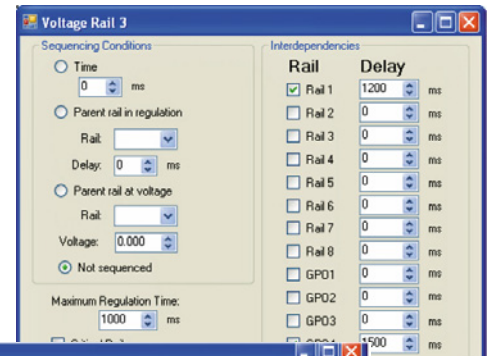 Voltage Rail 3
Sequencing Conditions
Time
0 ms
Parent rail in regulation
Rail:
Delay: 0 ms
Parent rail at voltage
Rail:
Voltage: 0.000
Not sequenced
Maximum Regulation Time:
1000 ms
Interdependencies
Rail Delay
Rail 1 1200 ms
Rail 2 0 ms
Rail 3 0 ms
Rail 4 0 ms
Rail 5 0 ms
Rail 6 0 ms
Rail 7 0 ms
Rail 8 0 ms
GPO1 0 ms
GPO2 0 ms
GPO3 0 ms
1500 ms